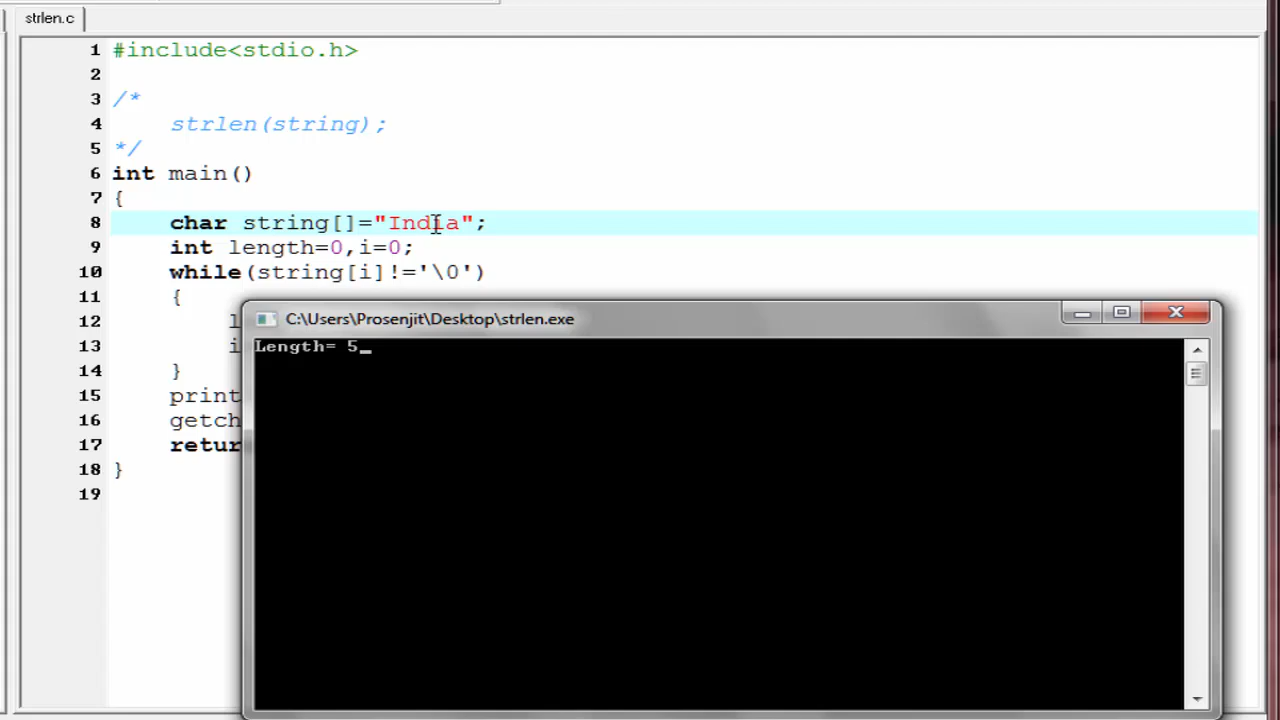 strlen.c
1 #include<stdio.h>
2
3 /*
4 strlen(string);
5 */
6 int main()
7 {
8 char string[]="India";
9 int length=0,i=0;
10 while(string[i]!='\0')
11 {
12 l
13 i
14 }
15 print
16 getch
17 retur
18 }
19
C:\Users\Prosenjit\Desktop\strlen.exe
Length= 5_